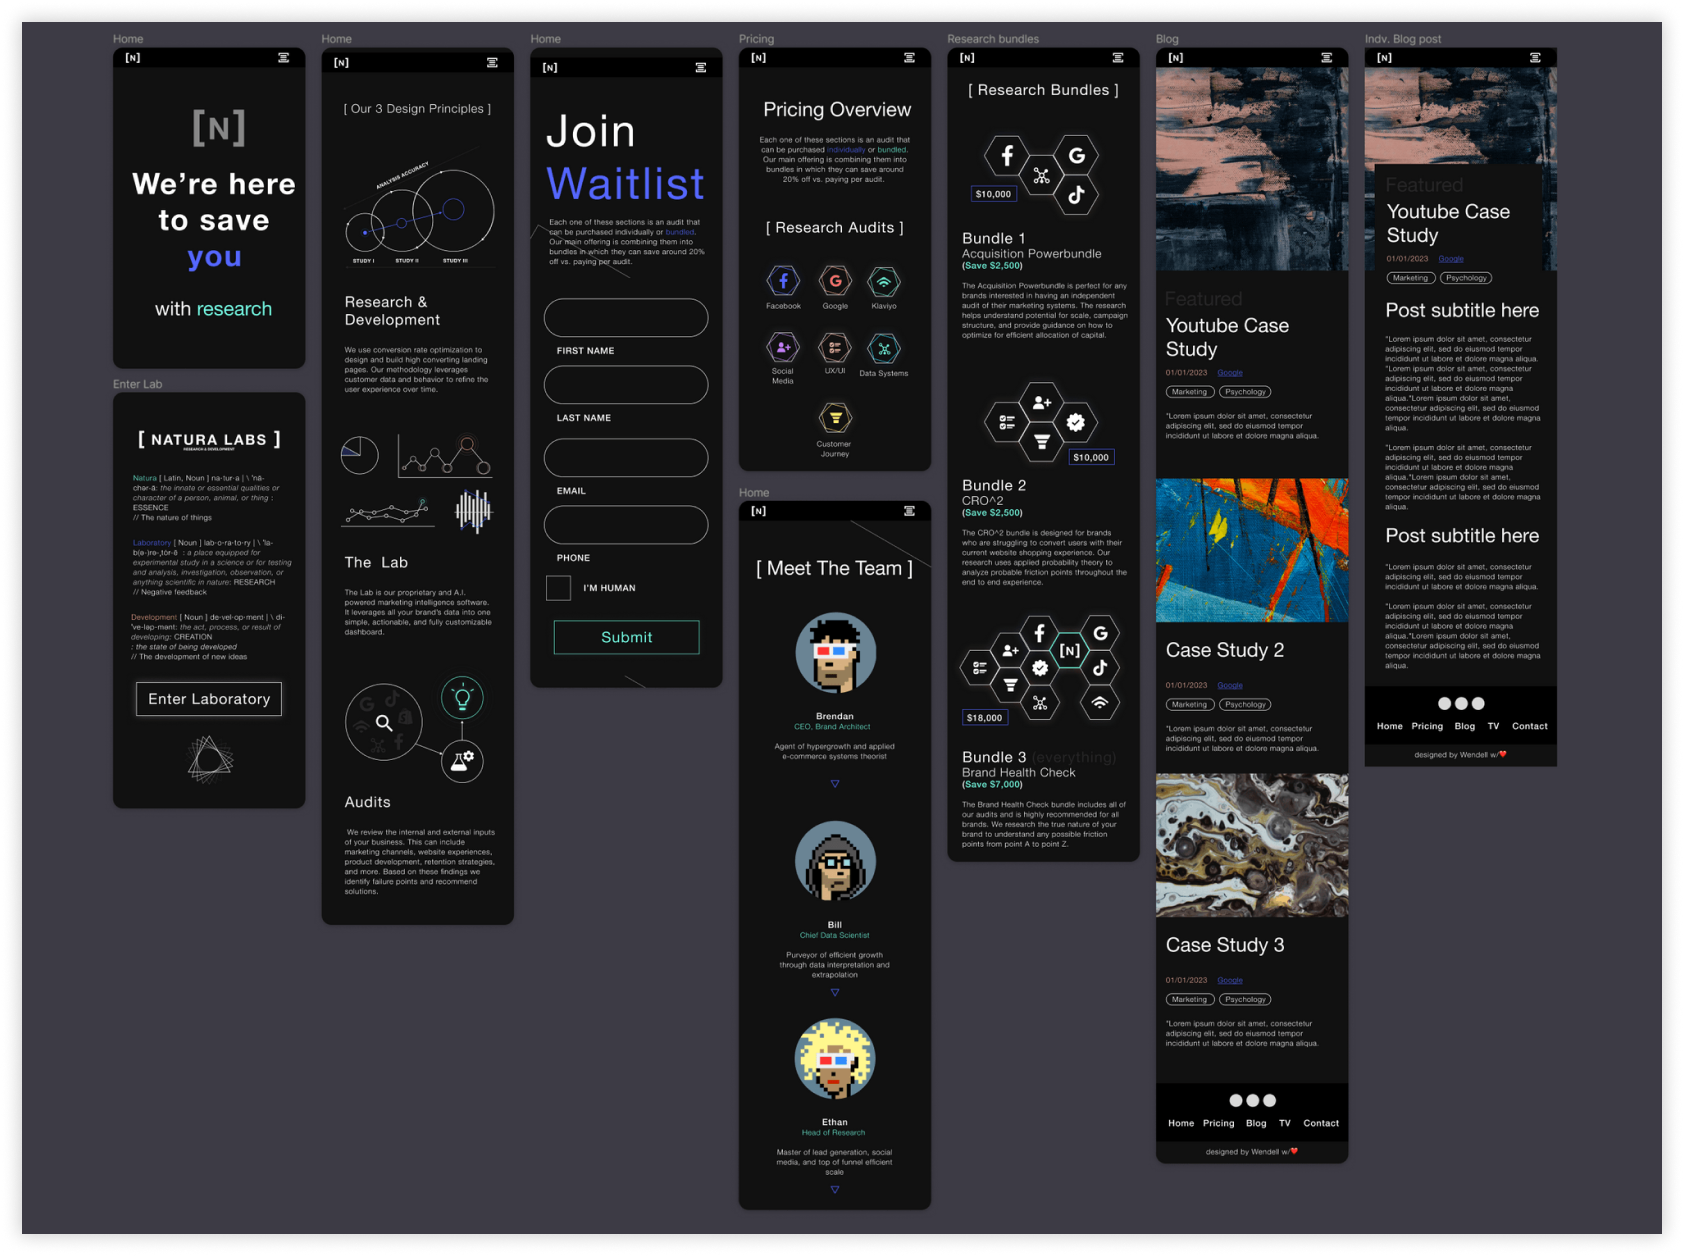 Home
[N]
[N]
We're here
to save
you
with research
Enter Lab
[ NATURA LABS ]
RESEARCH & DEVELOPMENT
Natura [ Latin, Noun ] na·tur·a | \ ˈnā-
chər-ə: the innate or essential qualities or
character of a person, animal, or thing :
ESSENCE
// The nature of things
Laboratory [ Noun ] lab·o·ra·to·ry | \ ˈla-
b(ə-)rə-ˌtȯr-ē : a place equipped for
experimental study in a science or for testing
and analysis, investigation, observation, or
anything scientific in nature: RESEARCH
// Negative feedback
Development [ Noun ] de·vel·op·ment | \ di-
ˈve-ləp-mənt: the act, process, or result of
developing: CREATION
: the state of being developed
// The development of new ideas
Enter Laboratory
Home
[N]
[ Our 3 Design Principles ]
ANALYSIS ACCURACY
STUDY I STUDY II STUDY III
Research &
Development
We use conversion rate optimization to
design and build high converting landing
pages. Our methodology leverages
customer data and behavior to refine the
user experience over time.
The Lab
The Lab is our proprietary and A.I.
powered marketing intelligence software.
It leverages all your brand's data into one
simple, actionable, and fully customizable
dashboard.
Audits
We review the internal and external inputs
of your business. This can include
marketing channels, website experiences,
product development, retention strategies,
and more. Based on these findings we
identify failure points and recommend
solutions.
Home
[N]
Join
Waitlist
Each one of these sections is an audit that
can be purchased individually or bundled.
Our main offering is combining them into
bundles in which they can save around 20%
off vs. paying per audit.
FIRST NAME
LAST NAME
EMAIL
PHONE
I'M HUMAN
Submit
Pricing
[N]
Pricing Overview
Each one of these sections is an audit that
can be purchased individually or bundled.
Our main offering is combining them into
bundles in which they can save around
20% off vs. paying per audit.
[ Research Audits ]
Facebook Google Klaviyo
Social
Media
UX/UI
Data Systems
Customer
Journey
Home
[N]
[ Meet The Team ]
Brendan
CEO, Brand Architect
Agent of hypergrowth and applied
e-commerce systems theorist
Bill
Chief Data Scientist
Purveyor of efficient growth
through data interpretation and
extrapolation
Ethan
Head of Research
Master of lead generation, social
media, and top of funnel efficient
scale
Research bundles
[N]
[ Research Bundles ]
$10,000
Bundle 1
Acquisition Powerbundle
(Save $2,500)
The Acquisition Powerbundle is perfect for any
brands interested in having an independent
audit of their marketing systems. The research
helps understand potential for scale, campaign
structure, and provide guidance on how to
optimize for efficient allocation of capital.
$10,000
Bundle 2
CRO^2
(Save $2,500)
The CRO^2 bundle is designed for brands
who are struggling to convert users with their
current website shopping experience. Our
research uses applied probability theory to
analyze probable friction points throughout the
end to end experience.
[N]
$18,000
Bundle 3 (everything)
Brand Health Check
(Save $7,000)
The Brand Health Check bundle includes all of
our audits and is highly recommended for all
brands. We research the true nature of your
brand to understand any possible friction
points from point A to point Z.
Blog
[N]
Featured
Youtube Case
Study
01/01/2023 Google
Marketing Psychology
"Lorem ipsum dolor sit amet, consectetur
adipiscing elit, sed do eiusmod tempor
incididunt ut labore et dolore magna aliqua.
Case Study 2
01/01/2023 Google
Marketing Psychology
"Lorem ipsum dolor sit amet, consectetur
adipiscing elit, sed do eiusmod tempor
incididunt ut labore et dolore magna aliqua.
Case Study 3
01/01/2023 Google
Marketing Psychology
"Lorem ipsum dolor sit amet, consectetur
adipiscing elit, sed do eiusmod tempor
incididunt ut labore et dolore magna aliqua.
Home Pricing Blog TV Contact
designed by Wendell w/❤️
Indv. Blog post
[N]
Featured
Youtube Case
Study
01/01/2023 Google
Marketing Psychology
Post subtitle here
"Lorem ipsum dolor sit amet, consectetur
adipiscing elit, sed do eiusmod tempor
incididunt ut labore et dolore magna aliqua.
"Lorem ipsum dolor sit amet, consectetur
adipiscing elit, sed do eiusmod tempor
incididunt ut labore et dolore magna
aliqua."Lorem ipsum dolor sit amet,
consectetur adipiscing elit, sed do eiusmod
tempor incididunt ut labore et dolore magna
aliqua.
"Lorem ipsum dolor sit amet, consectetur
adipiscing elit, sed do eiusmod tempor
incididunt ut labore et dolore magna
aliqua."Lorem ipsum dolor sit amet,
consectetur adipiscing elit, sed do eiusmod
tempor incididunt ut labore et dolore magna
aliqua.
Post subtitle here
"Lorem ipsum dolor sit amet, consectetur
adipiscing elit, sed do eiusmod tempor
incididunt ut labore et dolore magna aliqua.
"Lorem ipsum dolor sit amet, consectetur
adipiscing elit, sed do eiusmod tempor
incididunt ut labore et dolore magna
aliqua."Lorem ipsum dolor sit amet,
consectetur adipiscing elit, sed do eiusmod
tempor incididunt ut labore et dolore magna
aliqua.
Home Pricing Blog TV Contact
designed by Wendell w/❤️